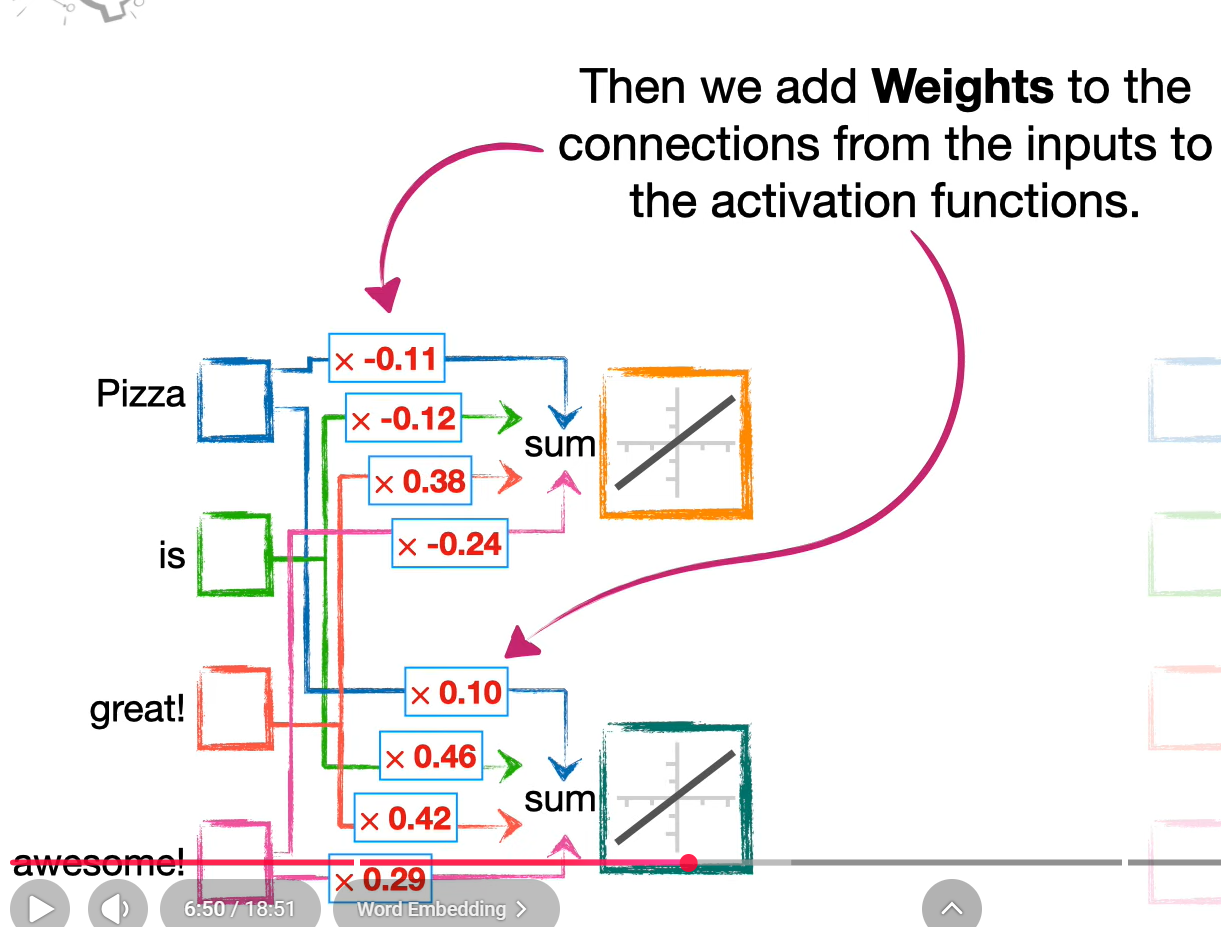 Then we add Weights to the
connections from the inputs to
the activation functions.
Pizza
× -0.11
× -0.12
sum
× 0.38
× -0.24
is
great!
× 0.10
× 0.46
sum
× 0.42
awesome!
× 0.29
6:50 / 18:51
Word Embedding